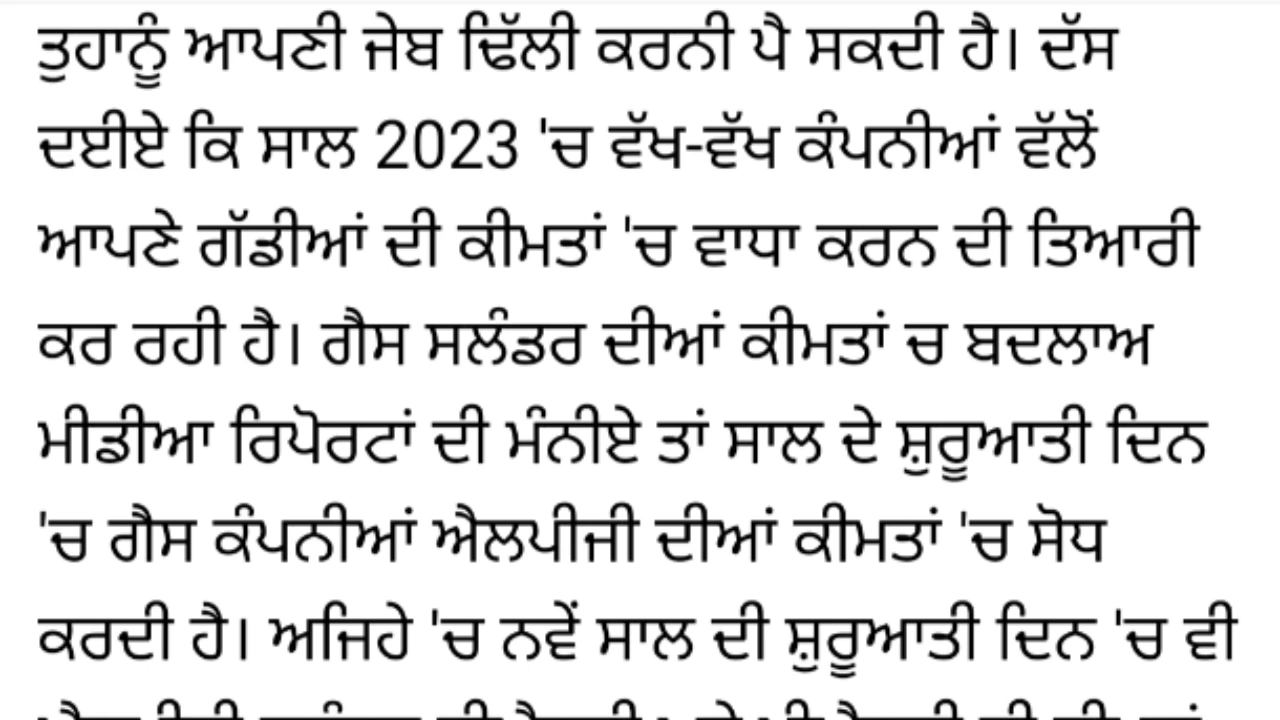 ਤੁਹਾਨੂੰ ਆਪਣੀ ਜੇਬ ਢਿੱਲੀ ਕਰਨੀ ਪੈ ਸਕਦੀ ਹੈ। ਦੱਸ
ਦਈਏ ਕਿ ਸਾਲ 2023 'ਚ ਵੱਖ-ਵੱਖ ਕੰਪਨੀਆਂ ਵੱਲੋਂ
ਆਪਣੇ ਗੱਡੀਆਂ ਦੀ ਕੀਮਤਾਂ 'ਚ ਵਾਧਾ ਕਰਨ ਦੀ ਤਿਆਰੀ
ਕਰ ਰਹੀ ਹੈ। ਗੈਸ ਸਲੰਡਰ ਦੀਆਂ ਕੀਮਤਾਂ ਚ ਬਦਲਾਅ
ਮੀਡੀਆ ਰਿਪੋਰਟਾਂ ਦੀ ਮੰਨੀਏ ਤਾਂ ਸਾਲ ਦੇ ਸ਼ੁਰੂਆਤੀ ਦਿਨ
'ਚ ਗੈਸ ਕੰਪਨੀਆਂ ਐਲਪੀਜੀ ਦੀਆਂ ਕੀਮਤਾਂ 'ਚ ਸੋਧ
ਕਰਦੀ ਹੈ। ਅਜਿਹੇ 'ਚ ਨਵੇਂ ਸਾਲ ਦੀ ਸ਼ੁਰੂਆਤੀ ਦਿਨ 'ਚ ਵੀ